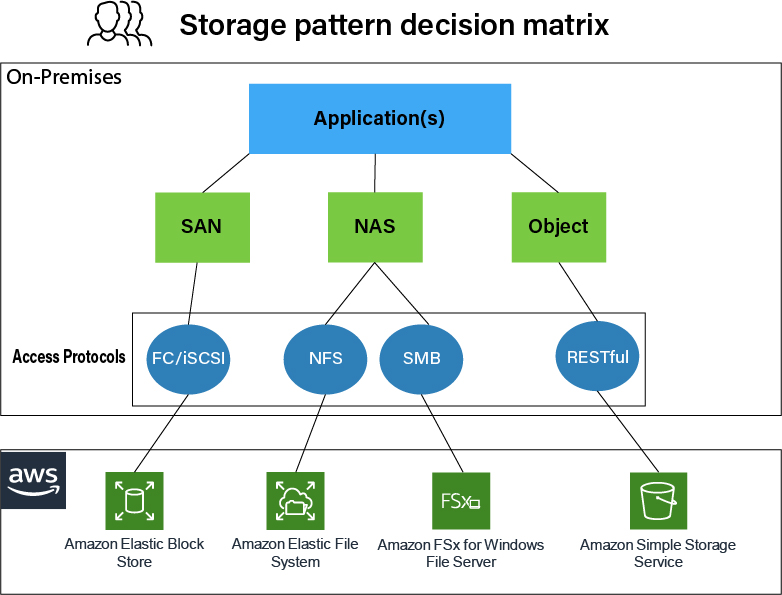 Storage pattern decision matrix
On-Premises
Application(s)
SAN
NAS
Object
Access Protocols
FC/iSCSI
NFS
SMB
RESTful
aws
FSx
Amazon Elastic Block
Store
Amazon Elastic File
System
Amazon FSx for Windows
File Server
Amazon Simple Storage
Service